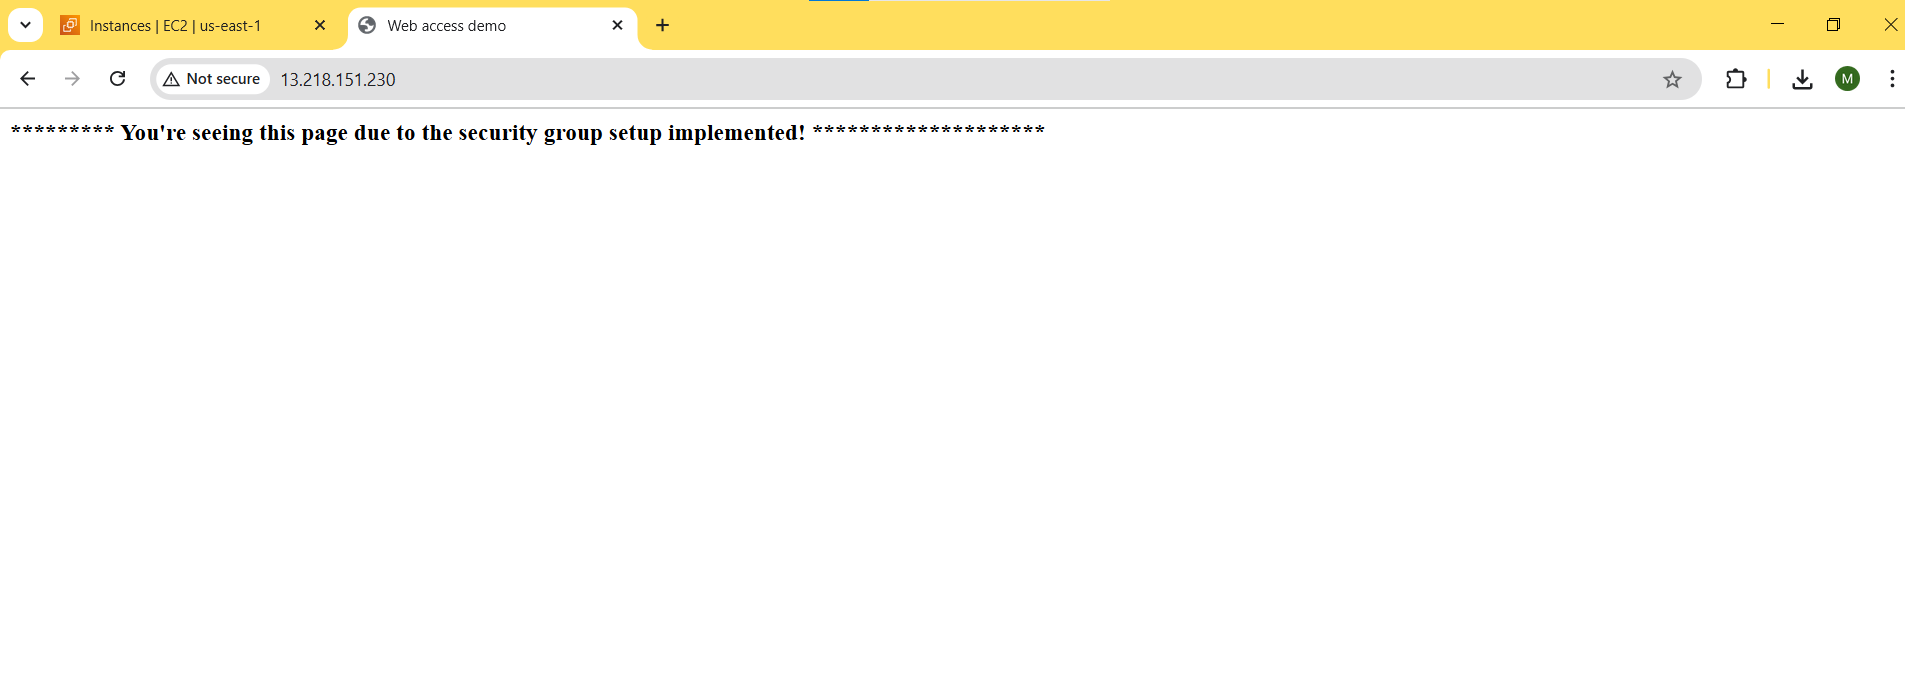 Instances | EC2 | us-east-1
Web access demo
Not secure
13.218.151.230
M
********* You're seeing this page due to the security group setup implemented! ********************